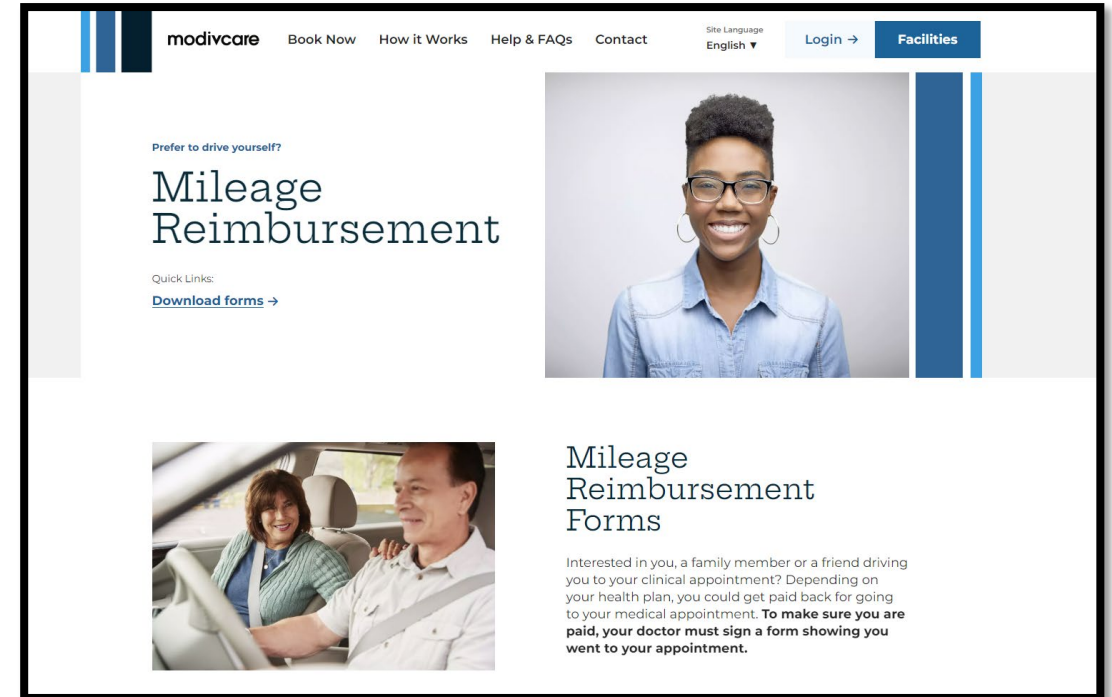 modivcare
Book Now
How it Works
Help & FAQs
Contact
Site Language
English ▼
Login →
Facilities
Prefer to drive yourself?
Mileage
Reimbursement
Quick Links:
Download forms →
Mileage
Reimbursement
Forms
Interested in you, a family member or a friend driving
you to your clinical appointment? Depending on
your health plan, you could get paid back for going
to your medical appointment. To make sure you are
paid, your doctor must sign a form showing you
went to your appointment.